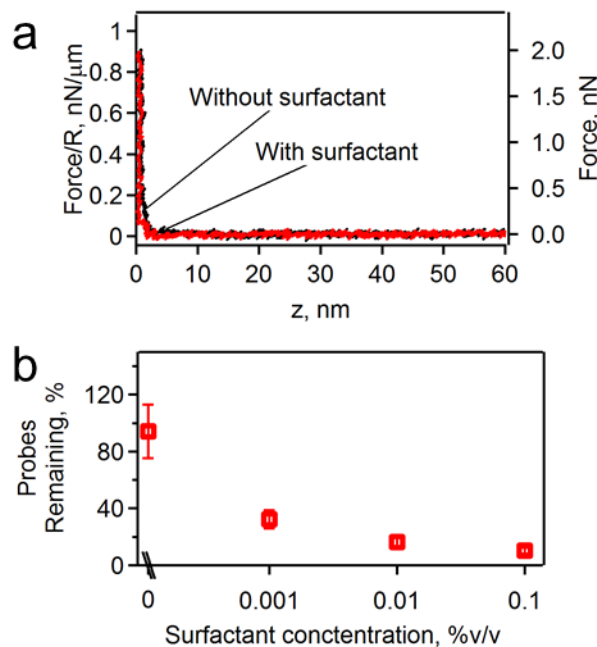 a
Force/R, nN/μm
1
0.8
0.6
0.4
0.2
0
Without surfactant
With surfactant
2.0
1.5
1.0
0.5
0.0
Force, nN
0 10 20 30 40 50 60
z, nm
b
Probes
Remaining, %
120
80
40
0
0 0.001 0.01 0.1
Surfactant conctentration, %v/v